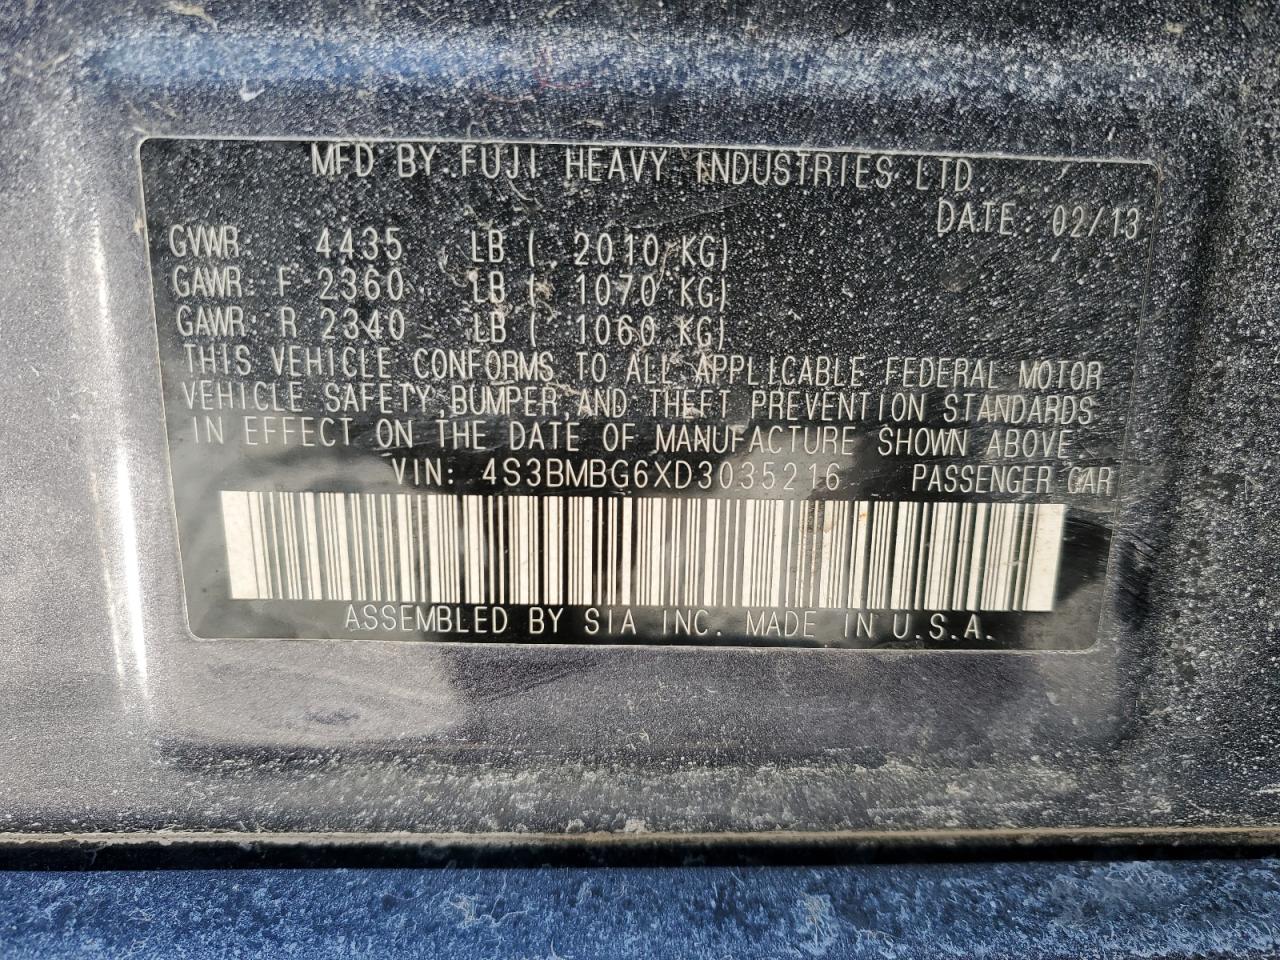 MFD BY FUJI HEAVY INDUSTRIES LTD.
DATE: 02/13
GVWR: 4435 LB ( 2010 KG)
GAWR: F 2360 LB ( 1070 KG)
GAWR: R 2340 LB ( 1060 KG)
THIS VEHICLE CONFORMS TO ALL APPLICABLE FEDERAL MOTOR
VEHICLE SAFETY, BUMPER, AND THEFT PREVENTION STANDARDS
IN EFFECT ON THE DATE OF MANUFACTURE SHOWN ABOVE
VIN: 4S3BMBG6XD3035216 PASSENGER CAR
ASSEMBLED BY SIA INC. MADE IN U.S.A.